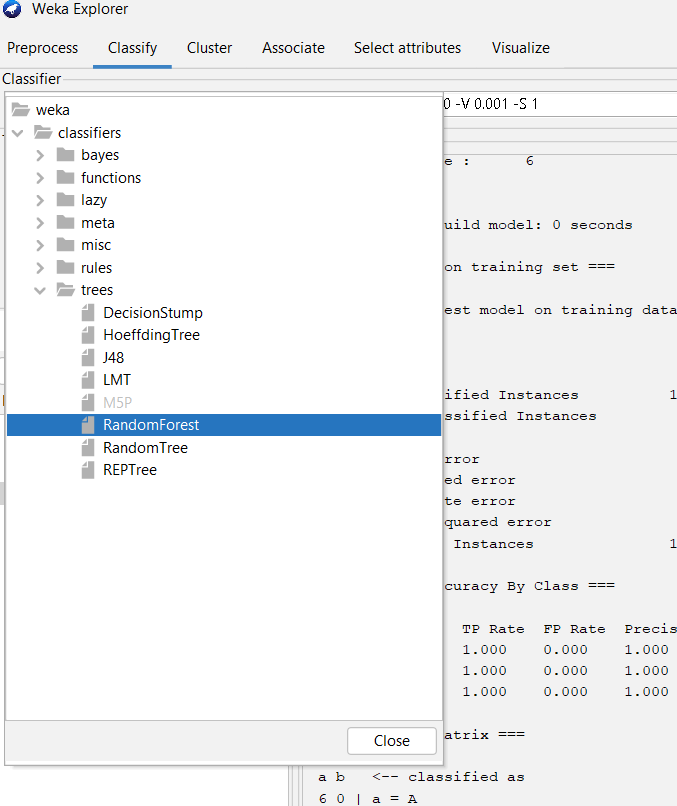 Weka Explorer
Preprocess Classify Cluster Associate Select attributes Visualize
Classifier
weka
classifiers
bayes
functions
lazy
meta
misc
rules
trees
DecisionStump
HoeffdingTree
J48
LMT
M5P
RandomForest
RandomTree
REPTree
Close
0 -V 0.001 -S 1
e : 6
uild model: 0 seconds
on training set ===
est model on training data
ified Instances 1
ssified Instances
rror
ed error
te error
quared error
Instances 1
curacy By Class ===
TP Rate FP Rate Precis
1.000 0.000 1.000
1.000 0.000 1.000
1.000 0.000 1.000
atrix ===
a b <-- classified as
6 0 | a = A